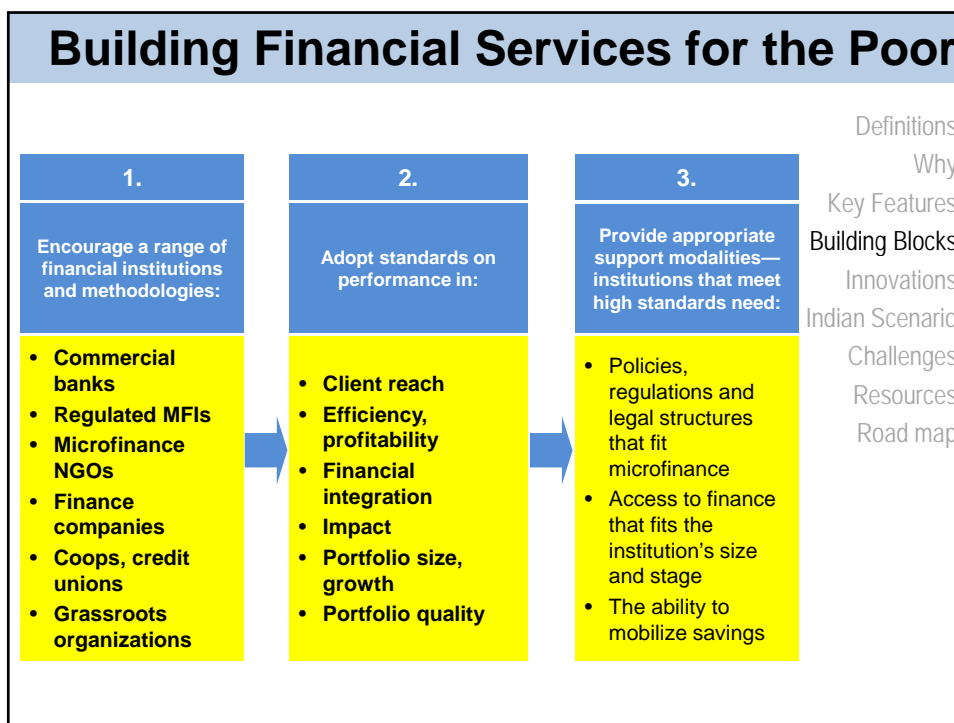 Building Financial Services for the Poor
1.
Encourage a range of
financial institutions
and methodologies:
• Commercial
banks
• Regulated MFIs
• Microfinance
NGOs
• Finance
companies
• Coops, credit
unions
• Grassroots
organizations
2.
Adopt standards on
performance in:
• Client reach
• Efficiency,
profitability
• Financial
integration
• Impact
• Portfolio size,
growth
• Portfolio quality
3.
Provide appropriate
support modalities—
institutions that meet
high standards need:
• Policies,
regulations and
legal structures
that fit
microfinance
• Access to finance
that fits the
institution's size
and stage
• The ability to
mobilize savings
Definitions
Why
Key Features
Building Blocks
Innovations
Indian Scenario
Challenges
Resources
Road map